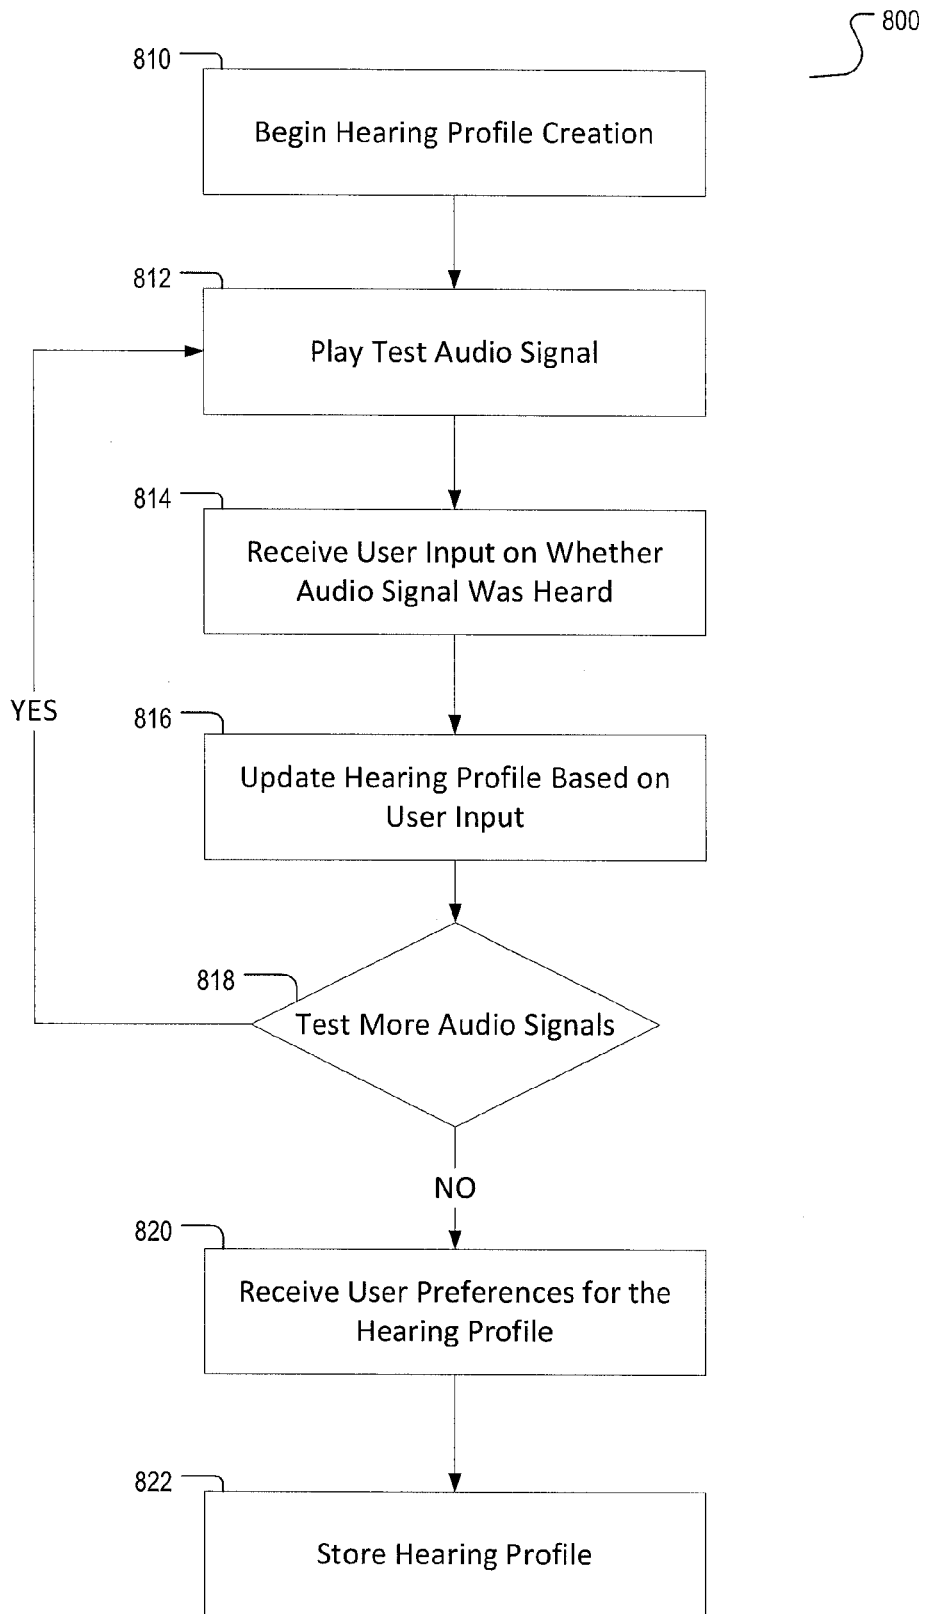 800
810
Begin Hearing Profile Creation
812
Play Test Audio Signal
814
Receive User Input on Whether
Audio Signal Was Heard
YES
816
Update Hearing Profile Based on
User Input
818
Test More Audio Signals
NO
820
Receive User Preferences for the
Hearing Profile
822
Store Hearing Profile